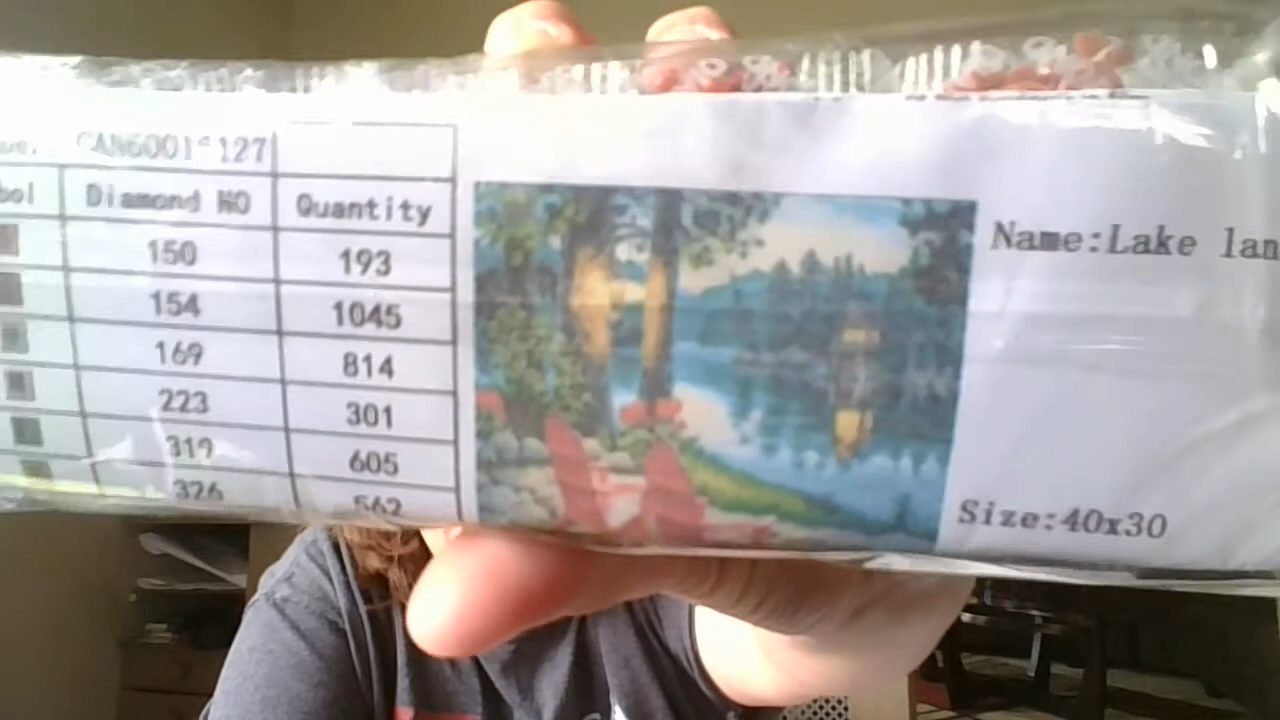 CAN6001*127
bol Diamond NO Quantity
150 193
154 1045
169 814
223 301
319 605
326 562
Name:Lake lan
Size:40x30